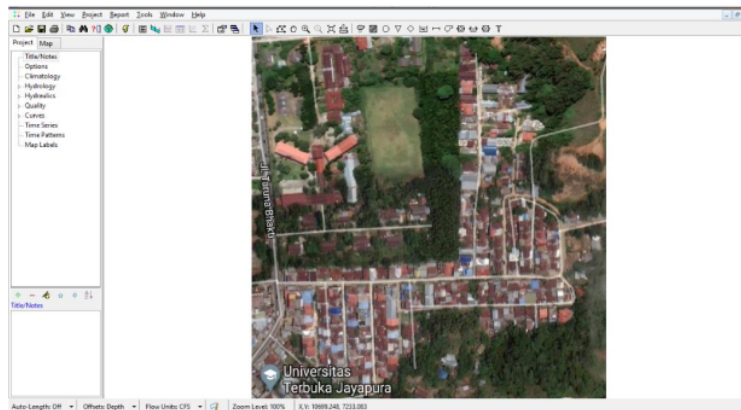 File Edit View Project Report Tools Window Help
Project Map
Title/Notes
Options
Climatology
Hydrology
Hydraulics
Quality
Curves
Time Series
Time Patterns
Map Labels
Jl. Taruna Bhakti
Title/Notes
Universitas
Terbuka Jayapura
Auto-Length: Off Offsets: Depth Flow Units: CFS Zoom Level: 100% X,Y: 10699.248, 7233.083